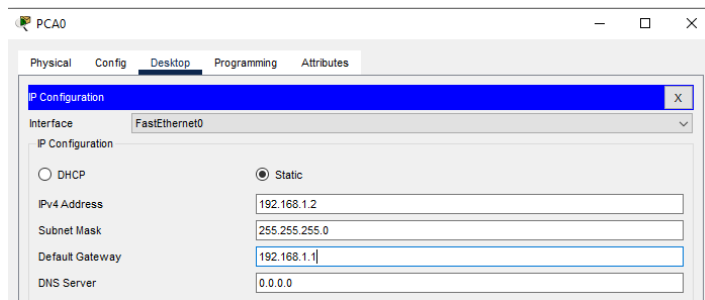 PCA0
Physical Config Desktop Programming Attributes
IP Configuration X
Interface FastEthernet0
IP Configuration
DHCP Static
IPv4 Address 192.168.1.2
Subnet Mask 255.255.255.0
Default Gateway 192.168.1.1
DNS Server 0.0.0.0